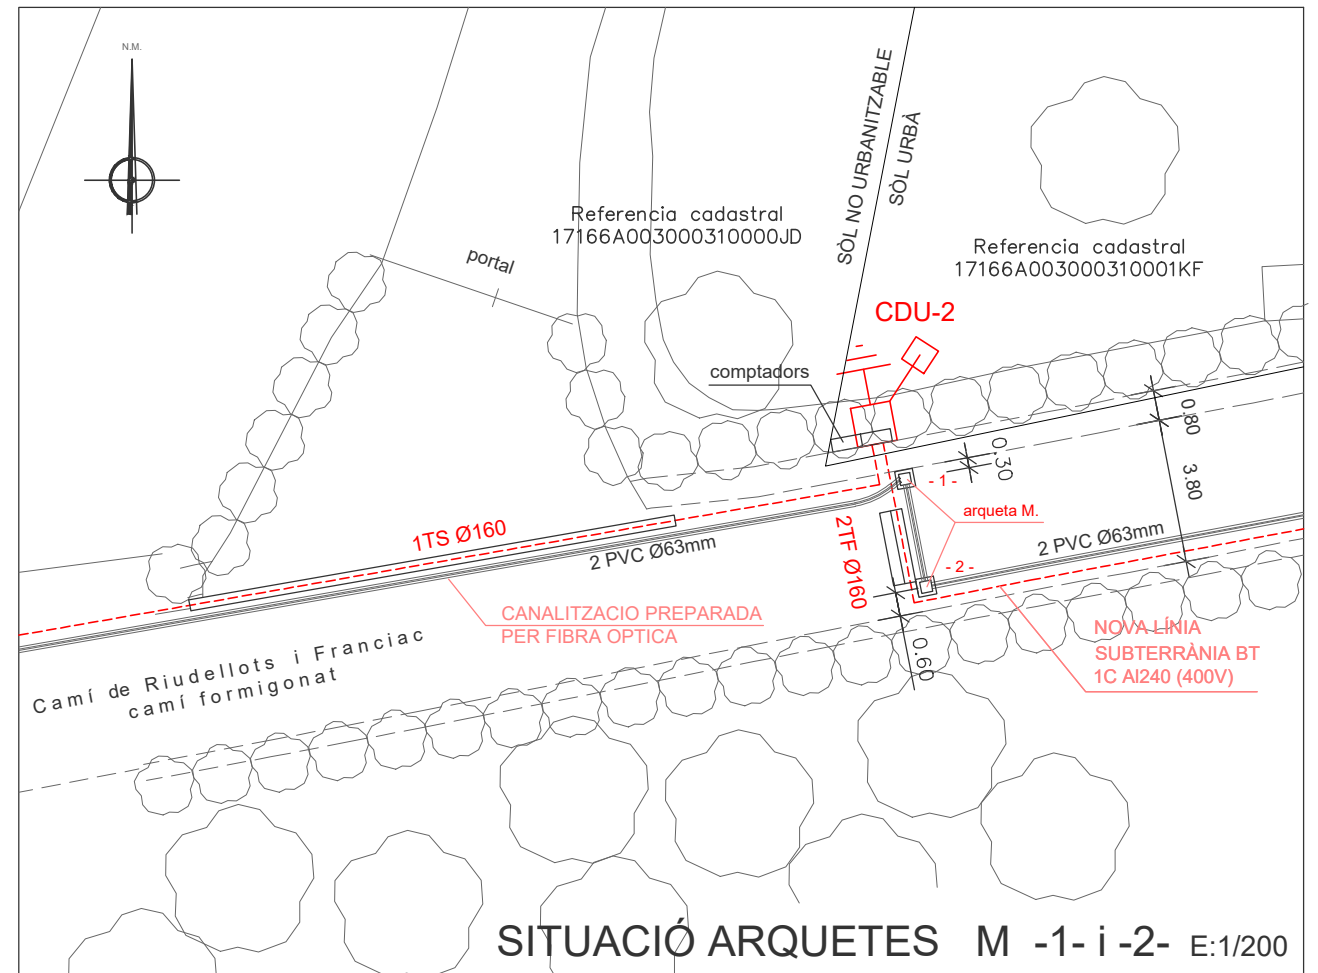 N.M.
SÒL NO URBANITZABLE
SÒL URBÀ
Referencia cadastral
17166A003000310000JD
Referencia cadastral
17166A003000310001KF
portal
CDU-2
comptadors
0.80
0.30
3.80
-1-
arqueta M.
1TS Ø160
2 PVC Ø63mm
2TF Ø160
2 PVC Ø63mm
-2-
CANALITZACIO PREPARADA
PER FIBRA OPTICA
NOVA LÍNIA
SUBTERRÀNIA BT
1C Al240 (400V)
0.60
Camí de Riudellots i Franciac
camí formigonat
SITUACIÓ ARQUETES M -1- i -2- E:1/200